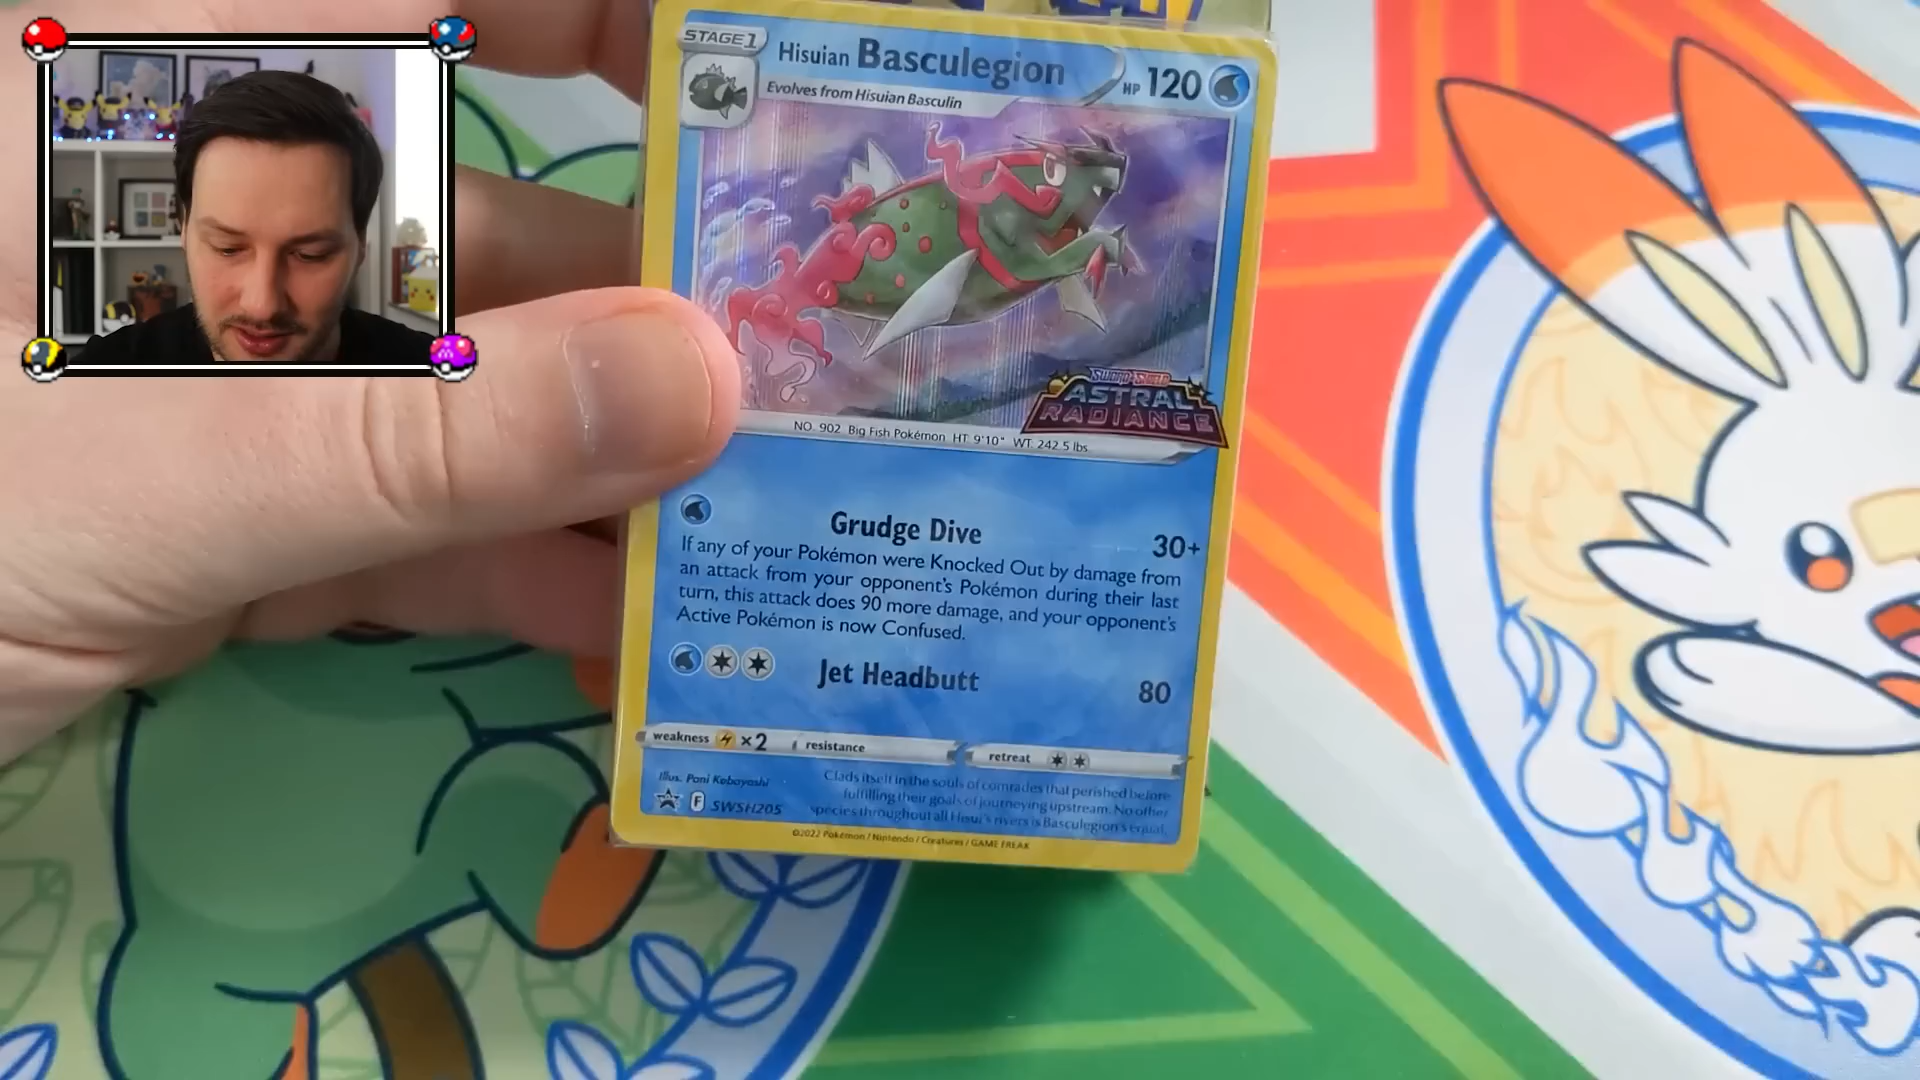 STAGE 1
Hisuian Basculegion
HP 120
Evolves from Hisuian Basculin
SWORD SHIELD
ASTRAL
RADIANCE
NO. 902 Big Fish Pokémon HT: 9'10" WT: 242.5 lbs.
Grudge Dive 30+
If any of your Pokémon were Knocked Out by damage from
an attack from your opponent's Pokémon during their last
turn, this attack does 90 more damage, and your opponent's
Active Pokémon is now Confused.
Jet Headbutt 80
weakness ×2 resistance retreat
Illus. Pani Kobayashi
F SWSH205
Clads itself in the souls of comrades that perished before
fulfilling their goals of journeying upstream. No other
species throughout all Hisui's rivers is Basculegion's equal.
©2022 Pokémon / Nintendo / Creatures / GAME FREAK